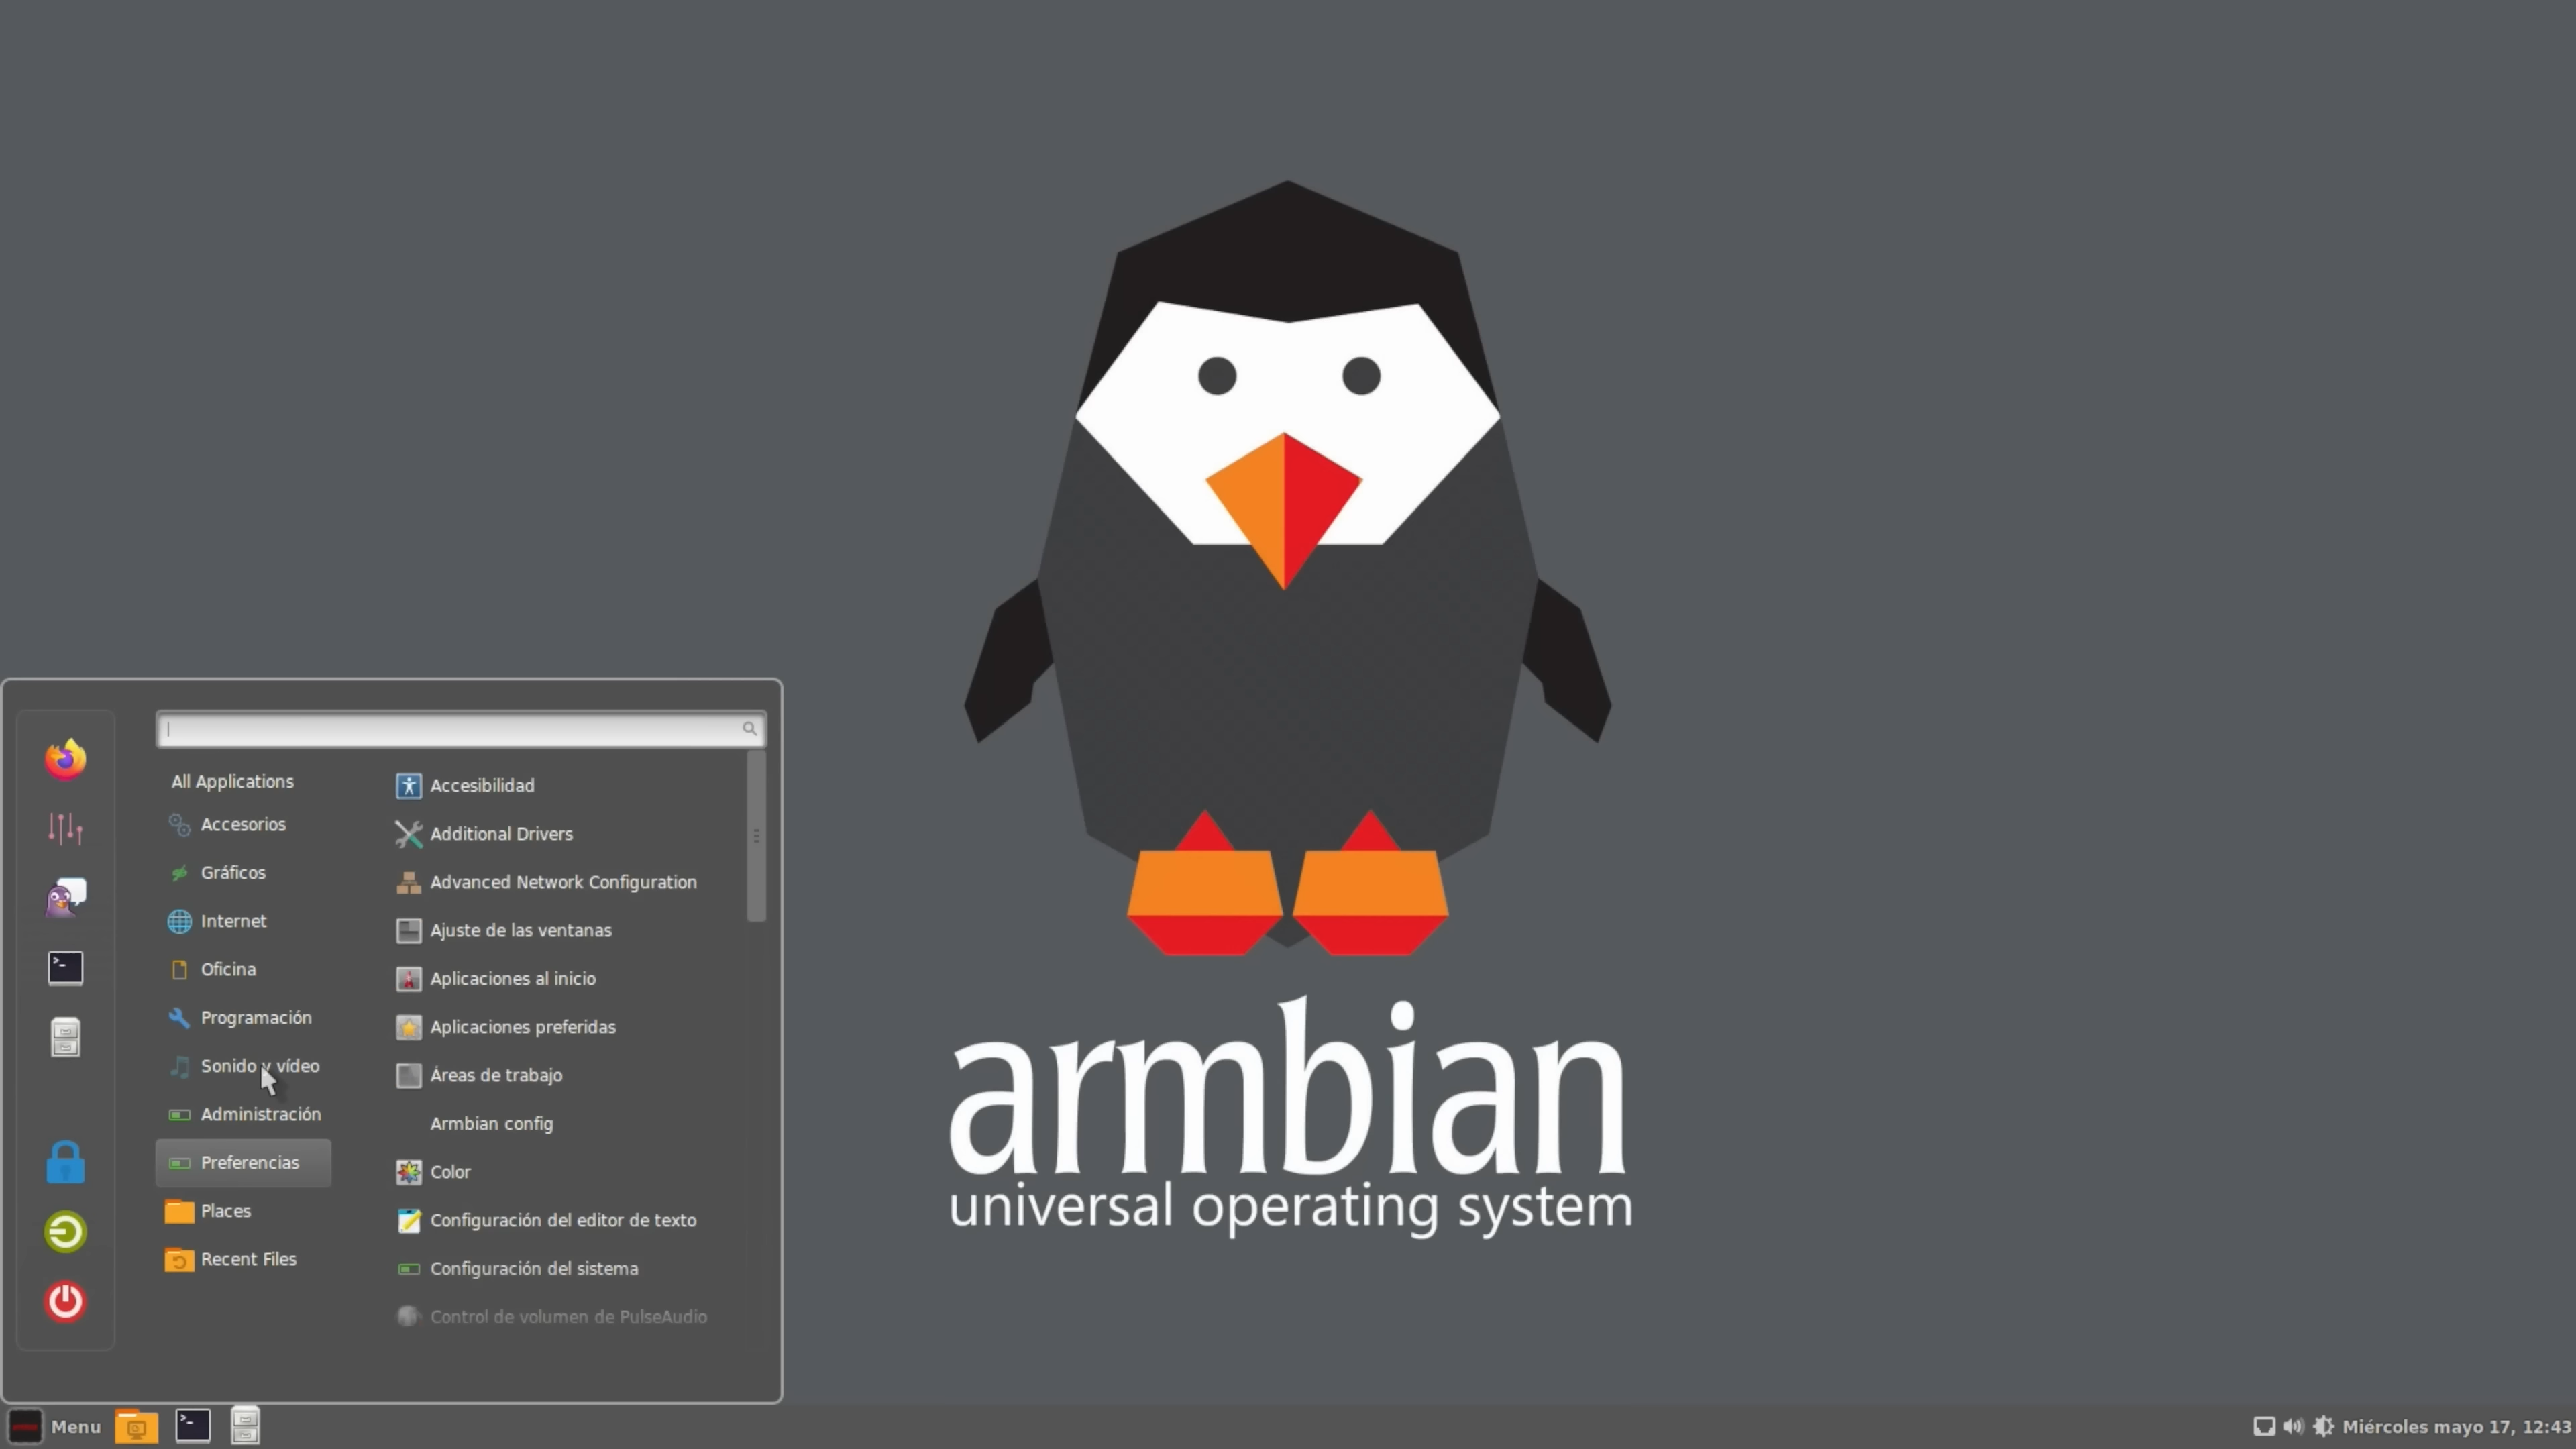 All Applications
Accesorios
Gráficos
Internet
Oficina
Programación
Sonido y vídeo
Administración
Preferencias
Places
Recent Files
Accesibilidad
Additional Drivers
Advanced Network Configuration
Ajuste de las ventanas
Aplicaciones al inicio
Aplicaciones preferidas
Áreas de trabajo
Armbian config
Color
Configuración del editor de texto
Configuración del sistema
Control de volumen de PulseAudio
armbian
universal operating system
Menu
Miércoles mayo 17, 12:43